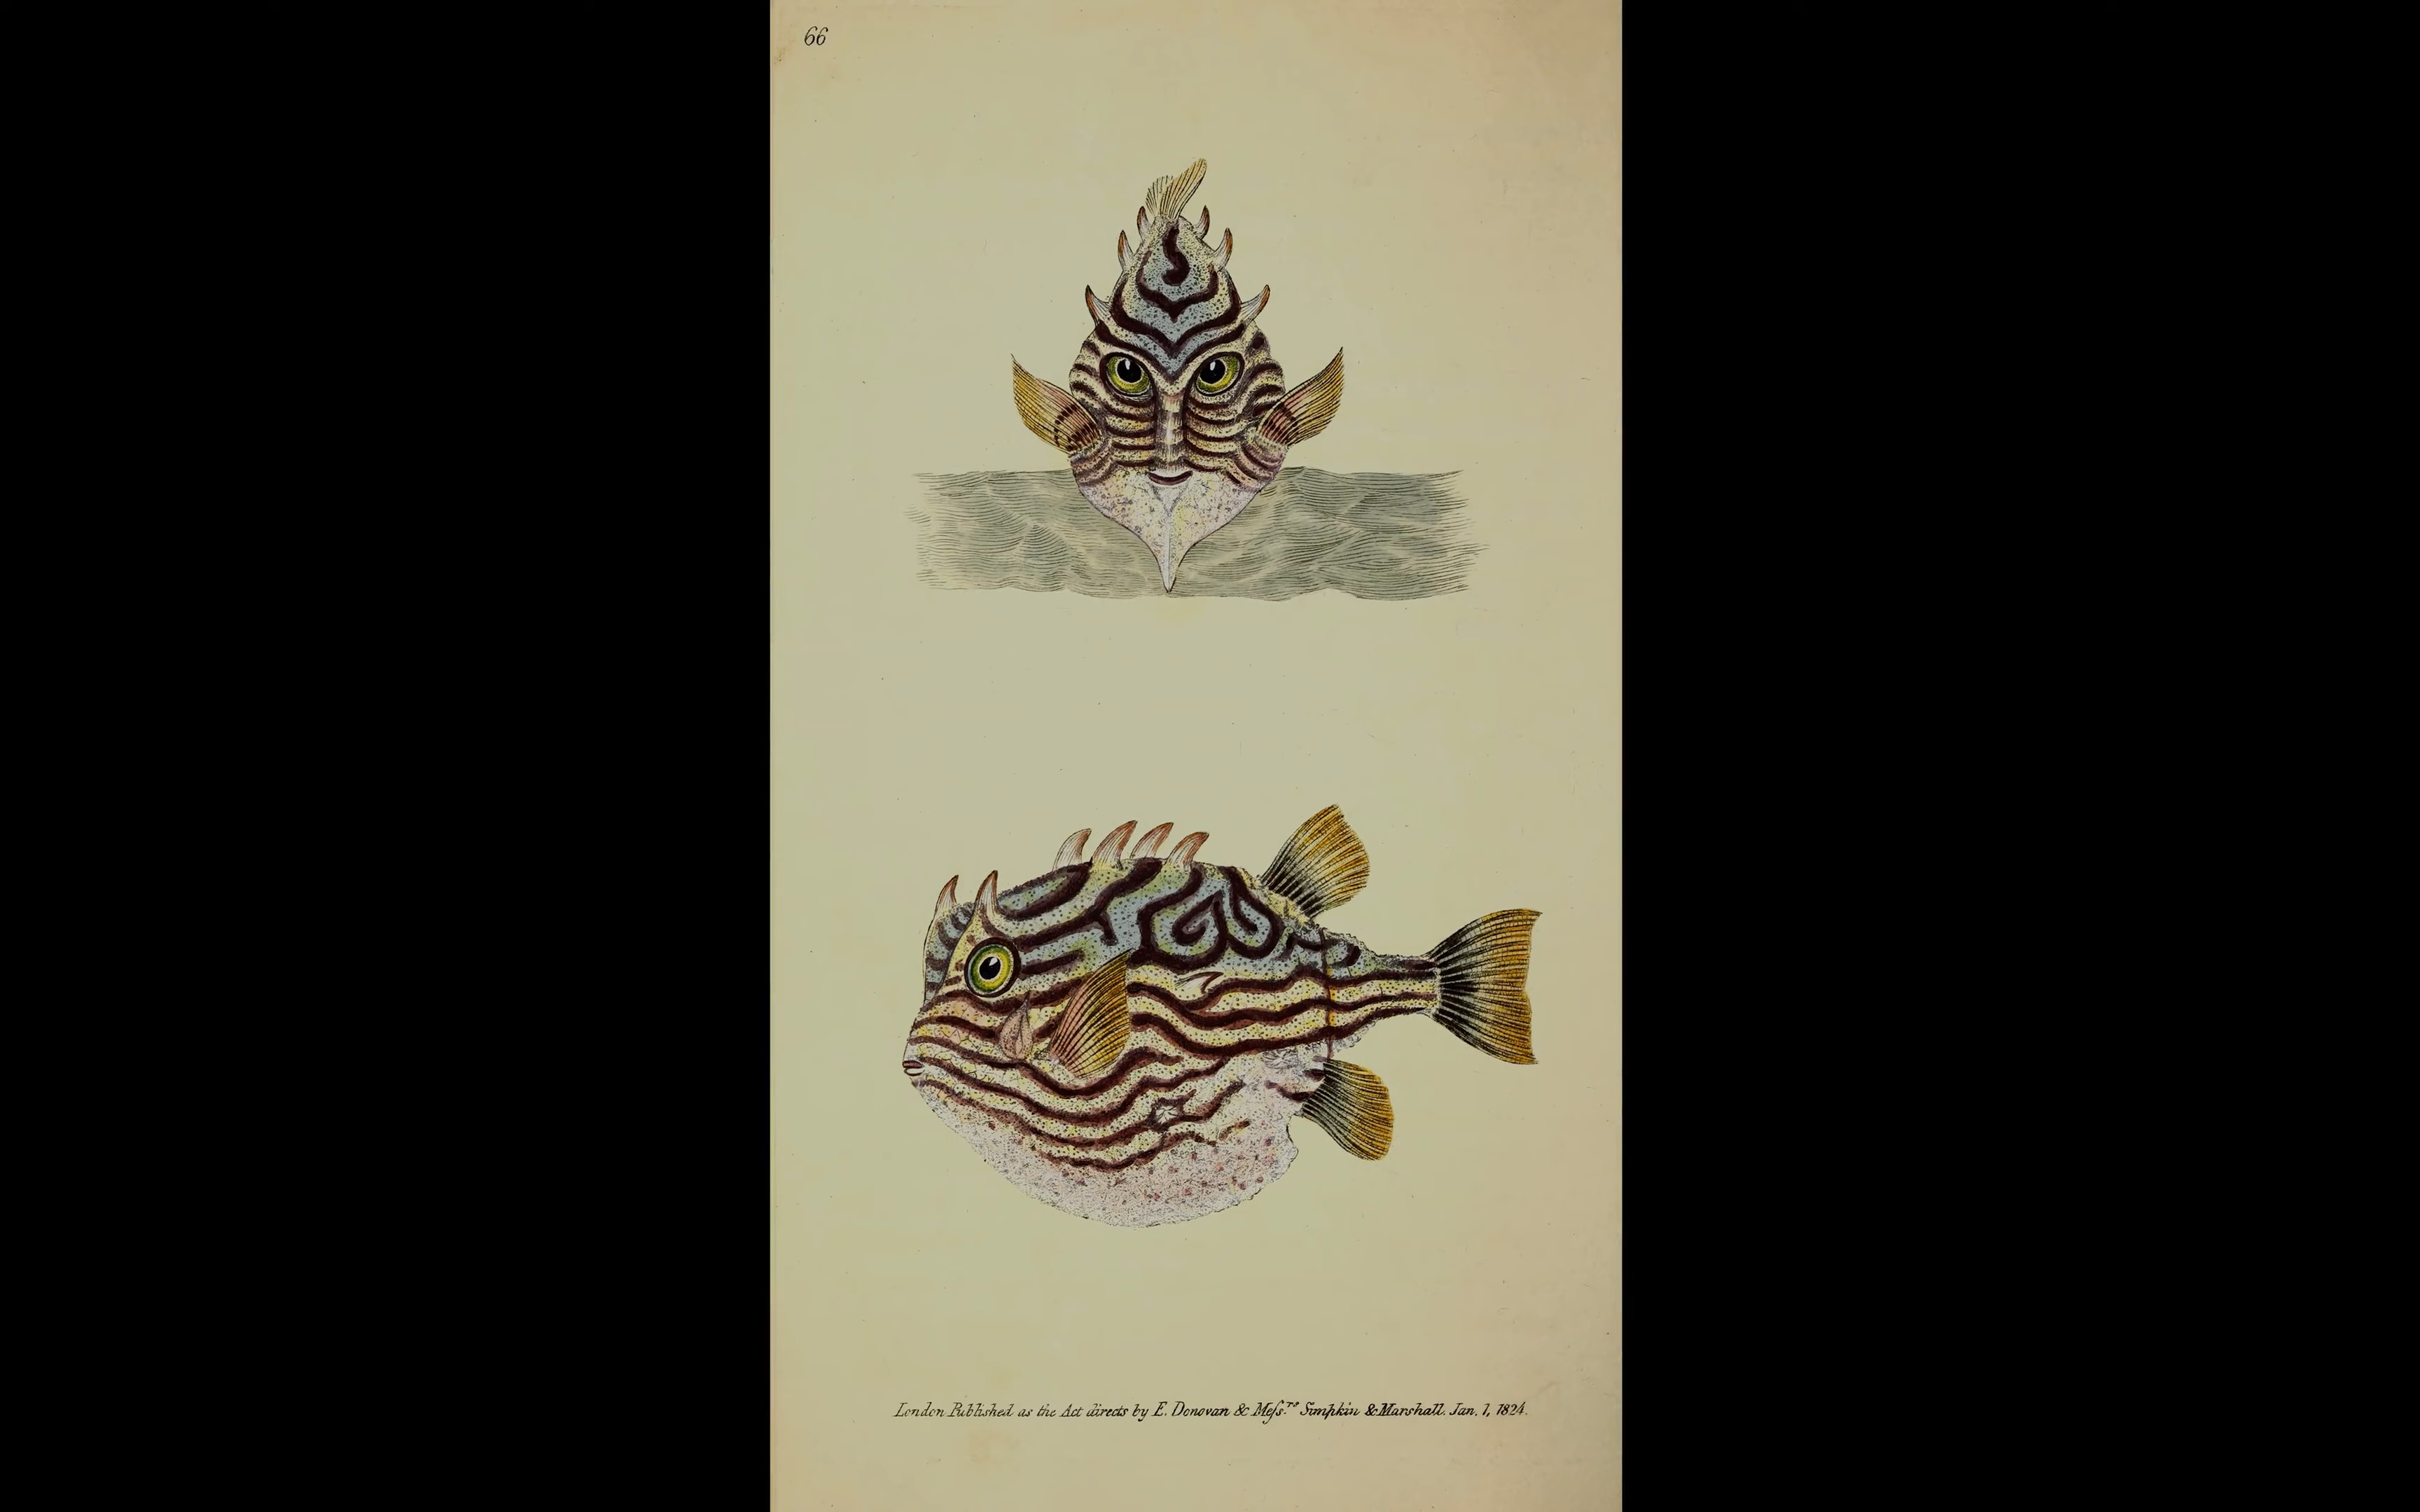 66
London Published as the Act directs by E. Donovan & Meſs.rs Simpkin & Marshall. Jan. 1, 1824.